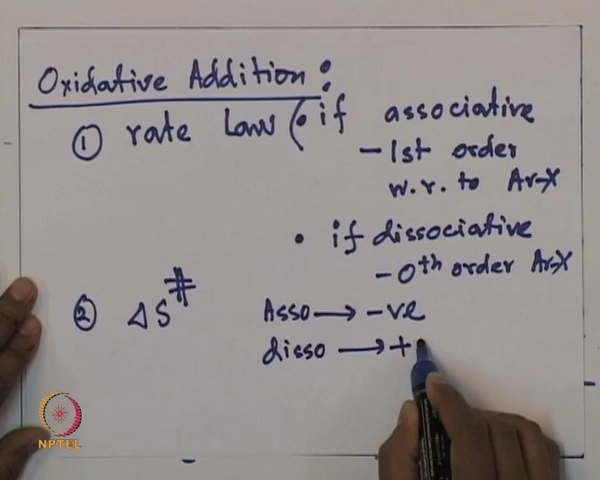 Oxidative Addition:
① rate Law (• if associative
- 1st order
w.r. to Ar-X
• if dissociative
- 0th order Ar-X
② ΔS‡ Asso → -ve
disso → +
NPTEL